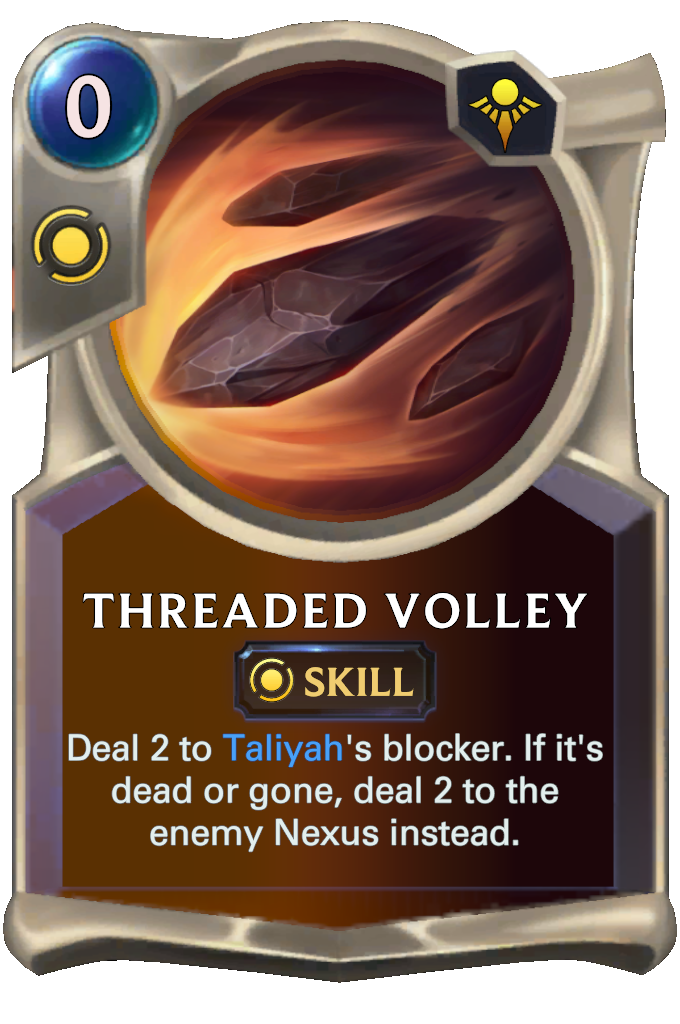 0
THREADED VOLLEY
SKILL
Deal 2 to Taliyah's blocker. If it's
dead or gone, deal 2 to the
enemy Nexus instead.